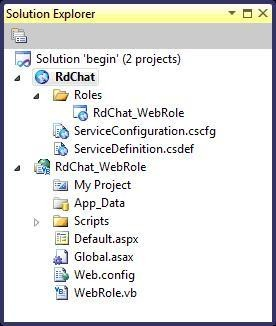 Solution Explorer
Solution 'begin' (2 projects)
RdChat
Roles
RdChat_WebRole
ServiceConfiguration.cscfg
ServiceDefinition.csdef
RdChat_WebRole
My Project
App_Data
Scripts
Default.aspx
Global.asax
Web.config
WebRole.vb